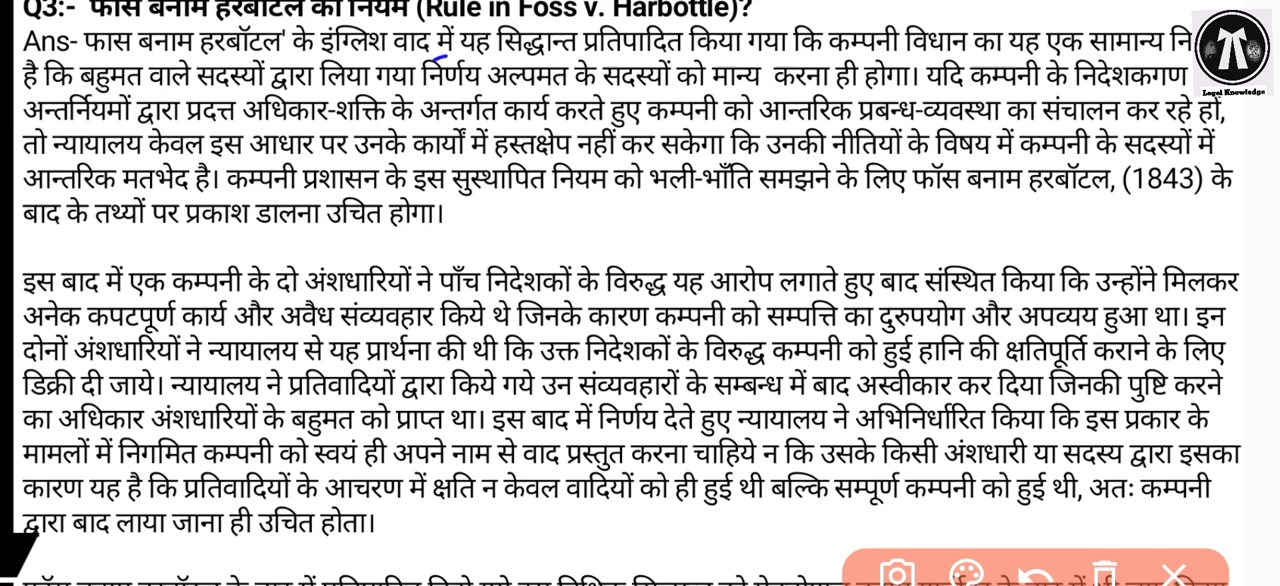 Q3:- फास बनाम हरबॉटल का नियम (Rule in Foss v. Harbottle)?
Ans- फास बनाम हरबॉटल' के इंग्लिश वाद में यह सिद्धान्त प्रतिपादित किया गया कि कम्पनी विधान का यह एक सामान्य नि
है कि बहुमत वाले सदस्यों द्वारा लिया गया निर्णय अल्पमत के सदस्यों को मान्य करना ही होगा। यदि कम्पनी के निदेशकगण
अन्तर्नियमों द्वारा प्रदत्त अधिकार-शक्ति के अन्तर्गत कार्य करते हुए कम्पनी को आन्तरिक प्रबन्ध-व्यवस्था का संचालन कर रहे हों,
तो न्यायालय केवल इस आधार पर उनके कार्यों में हस्तक्षेप नहीं कर सकेगा कि उनकी नीतियों के विषय में कम्पनी के सदस्यों में
आन्तरिक मतभेद है। कम्पनी प्रशासन के इस सुस्थापित नियम को भली-भाँति समझने के लिए फॉस बनाम हरबॉटल, (1843) के
बाद के तथ्यों पर प्रकाश डालना उचित होगा।
इस बाद में एक कम्पनी के दो अंशधारियों ने पाँच निदेशकों के विरुद्ध यह आरोप लगाते हुए बाद संस्थित किया कि उन्होंने मिलकर
अनेक कपटपूर्ण कार्य और अवैध संव्यवहार किये थे जिनके कारण कम्पनी को सम्पत्ति का दुरुपयोग और अपव्यय हुआ था। इन
दोनों अंशधारियों ने न्यायालय से यह प्रार्थना की थी कि उक्त निदेशकों के विरुद्ध कम्पनी को हुई हानि की क्षतिपूर्ति कराने के लिए
डिक्री दी जाये। न्यायालय ने प्रतिवादियों द्वारा किये गये उन संव्यवहारों के सम्बन्ध में बाद अस्वीकार कर दिया जिनकी पुष्टि करने
का अधिकार अंशधारियों के बहुमत को प्राप्त था। इस बाद में निर्णय देते हुए न्यायालय ने अभिनिर्धारित किया कि इस प्रकार के
मामलों में निगमित कम्पनी को स्वयं ही अपने नाम से वाद प्रस्तुत करना चाहिये न कि उसके किसी अंशधारी या सदस्य द्वारा इसका
कारण यह है कि प्रतिवादियों के आचरण में क्षति न केवल वादियों को ही हुई थी बल्कि सम्पूर्ण कम्पनी को हुई थी, अतः कम्पनी
द्वारा बाद लाया जाना ही उचित होता।
Legal Knowledge